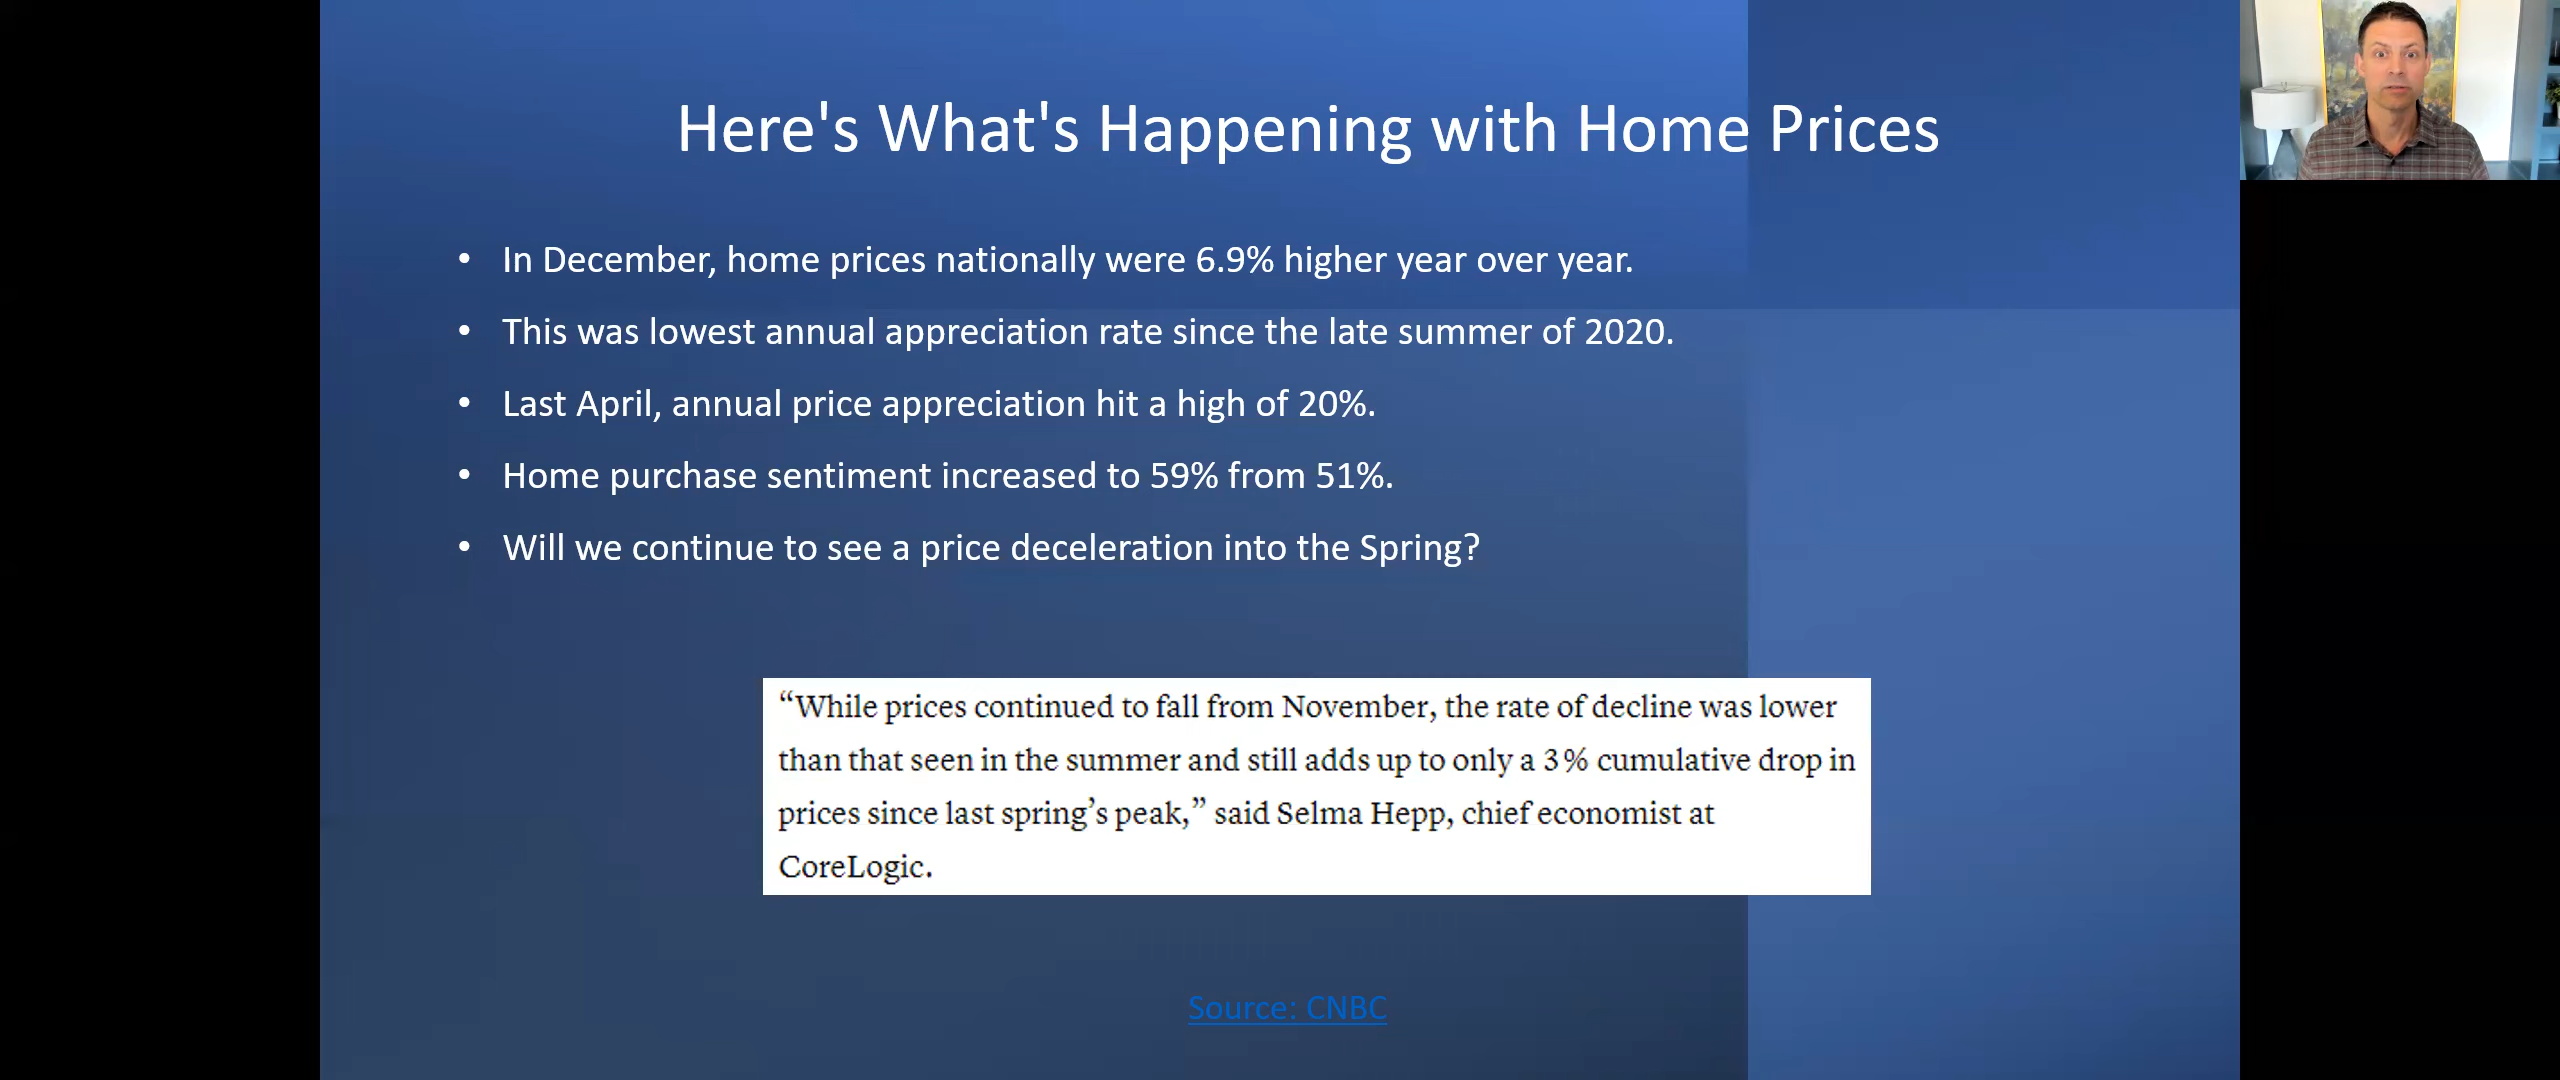 Here's What's Happening with Home Prices
• In December, home prices nationally were 6.9% higher year over year.
• This was lowest annual appreciation rate since the late summer of 2020.
• Last April, annual price appreciation hit a high of 20%.
• Home purchase sentiment increased to 59% from 51%.
• Will we continue to see a price deceleration into the Spring?
“While prices continued to fall from November, the rate of decline was lower
than that seen in the summer and still adds up to only a 3% cumulative drop in
prices since last spring’s peak,” said Selma Hepp, chief economist at
CoreLogic.
Source: CNBC